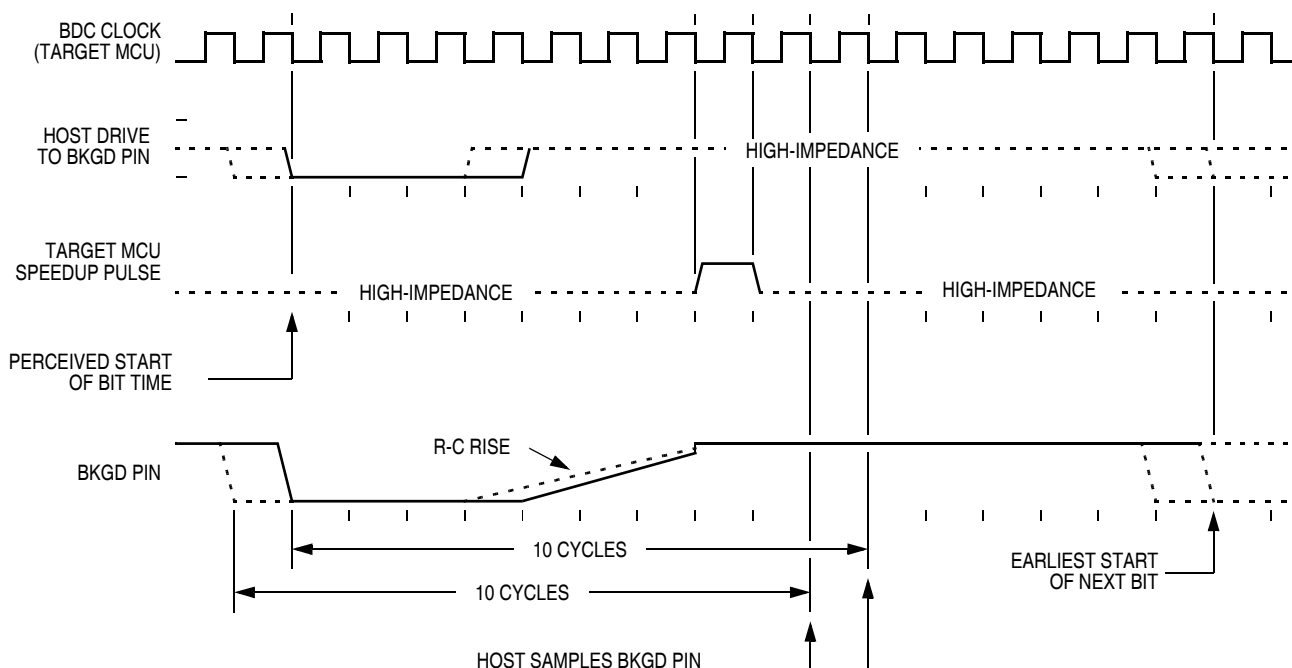 BDC CLOCK
(TARGET MCU)
HOST DRIVE
TO BKGD PIN
HIGH-IMPEDANCE
TARGET MCU
SPEEDUP PULSE
HIGH-IMPEDANCE
HIGH-IMPEDANCE
PERCEIVED START
OF BIT TIME
R-C RISE
BKGD PIN
10 CYCLES
EARLIEST START
OF NEXT BIT
10 CYCLES
HOST SAMPLES BKGD PIN